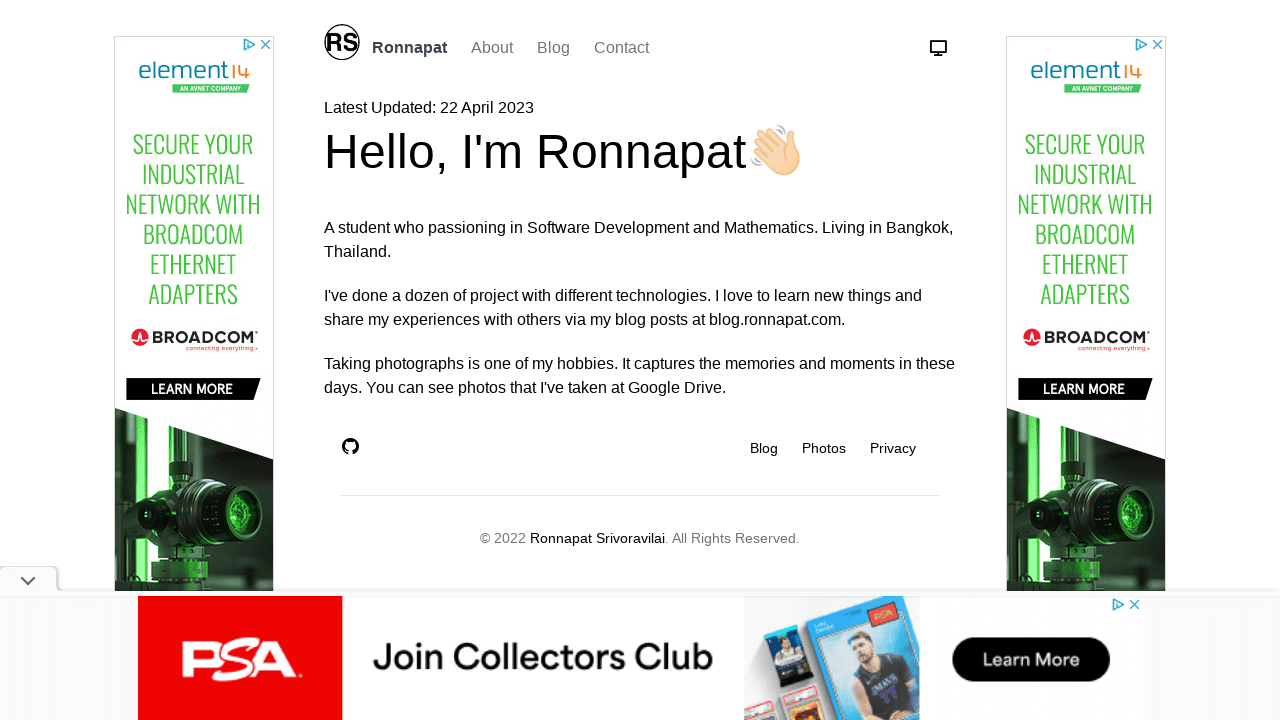 RS
Ronnapat
About
Blog
Contact
Latest Updated: 22 April 2023
Hello, I'm Ronnapat
A student who passioning in Software Development and Mathematics. Living in Bangkok,
Thailand.
I've done a dozen of project with different technologies. I love to learn new things and
share my experiences with others via my blog posts at blog.ronnapat.com.
Taking photographs is one of my hobbies. It captures the memories and moments in these
days. You can see photos that I've taken at Google Drive.
Blog
Photos
Privacy
© 2022 Ronnapat Srivoravilai. All Rights Reserved.
element14
AN AVNET COMPANY
SECURE YOUR
INDUSTRIAL
NETWORK WITH
BROADCOM
ETHERNET
ADAPTERS
BROADCOM
connecting everything
LEARN MORE
element14
AN AVNET COMPANY
SECURE YOUR
INDUSTRIAL
NETWORK WITH
BROADCOM
ETHERNET
ADAPTERS
BROADCOM
connecting everything
LEARN MORE
PSA
Join Collectors Club
Learn More